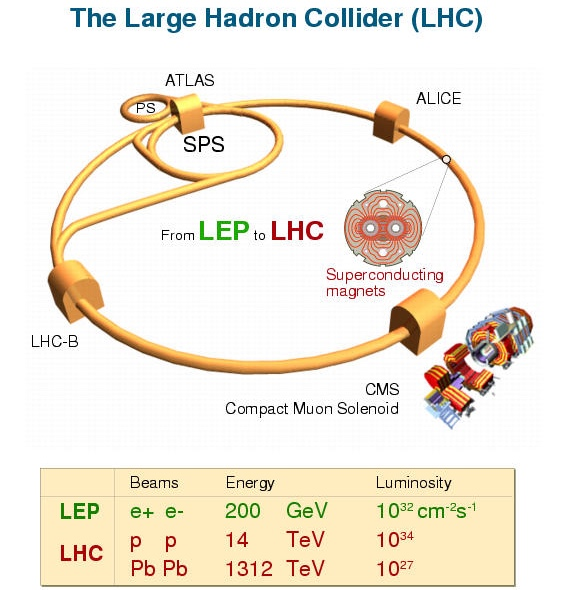 The Large Hadron Collider (LHC)
ATLAS
PS
ALICE
SPS
From LEP to LHC
Superconducting
magnets
LHC-B
CMS
Compact Muon Solenoid
Beams Energy Luminosity
LEP e+ e- 200 GeV 10³² cm⁻²s⁻¹
LHC p p 14 TeV 10³⁴
Pb Pb 1312 TeV 10²⁷